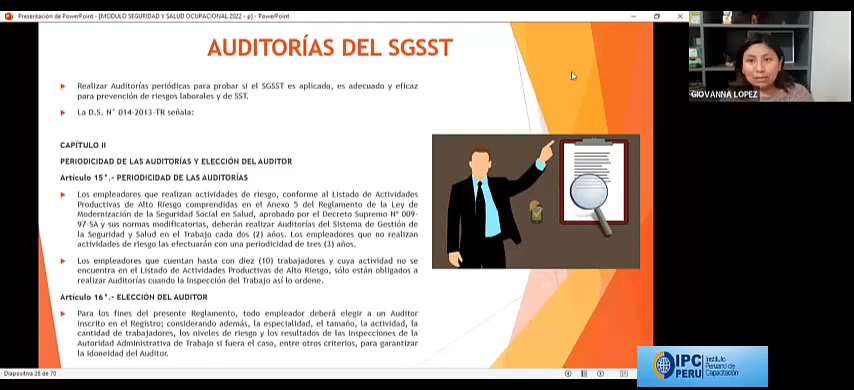 Presentación de PowerPoint - [MODULO SEGURIDAD Y SALUD OCUPACIONAL 2022 - p] - PowerPoint
AUDITORÍAS DEL SGSST
Realizar Auditorías periódicas para probar si el SGSST es aplicado, es adecuado y eficaz
para prevención de riesgos laborales y de SST.
La D.S. N° 014-2013-TR señala:
CAPÍTULO II
PERIODICIDAD DE LAS AUDITORÍAS Y ELECCIÓN DEL AUDITOR
Artículo 15°.- PERIODICIDAD DE LAS AUDITORÍAS
Los empleadores que realizan actividades de riesgo, conforme al Listado de Actividades
Productivas de Alto Riesgo comprendidas en el Anexo 5 del Reglamento de la Ley de
Modernización de la Seguridad Social en Salud, aprobado por el Decreto Supremo Nº 009-
97-SA y sus normas modificatorias, deberán realizar Auditorías del Sistema de Gestión de
la Seguridad y Salud en el Trabajo cada dos (2) años. Los empleadores que no realizan
actividades de riesgo las efectuarán con una periodicidad de tres (3) años.
Los empleadores que cuentan hasta con diez (10) trabajadores y cuya actividad no se
encuentra en el Listado de Actividades Productivas de Alto Riesgo, sólo están obligados a
realizar Auditorías cuando la Inspección del Trabajo así lo ordene.
Artículo 16°.- ELECCIÓN DEL AUDITOR
Para los fines del presente Reglamento, todo empleador deberá elegir a un Auditor
inscrito en el Registro; considerando además, la especialidad, el tamaño, la actividad, la
cantidad de trabajadores, los niveles de riesgo y los resultados de las inspecciones de la
Autoridad Administrativa de Trabajo si fuera el caso, entre otros criterios, para garantizar
la idoneidad del Auditor.
Diapositiva 28 de 70
GIOVANNA LOPEZ
IPC
PERU
Instituto
Peruano de
Capacitación